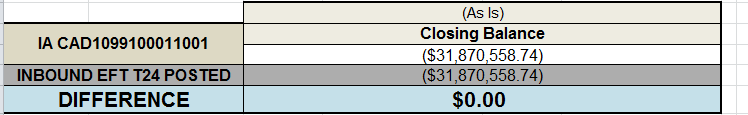 (As Is)
IA CAD1099100011001
Closing Balance
($31,870,558.74)
INBOUND EFT T24 POSTED
($31,870,558.74)
DIFFERENCE
$0.00